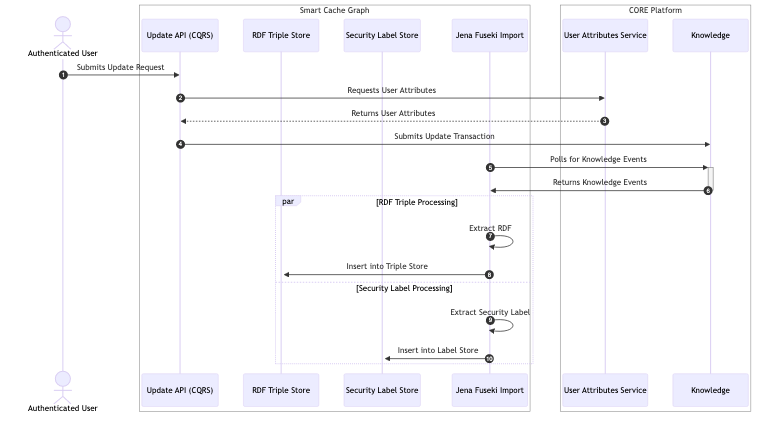 Smart Cache Graph
CORE Platform
Authenticated User
Update API (CQRS)
RDF Triple Store
Security Label Store
Jena Fuseki Import
User Attributes Service
Knowledge
1
Submits Update Request
2
Requests User Attributes
Returns User Attributes
3
4
Submits Update Transaction
5
Polls for Knowledge Events
Returns Knowledge Events
6
par
[RDF Triple Processing]
Extract RDF
7
Insert into Triple Store
8
[Security Label Processing]
Extract Security Label
9
Insert into Label Store
10
Authenticated User
Update API (CQRS)
RDF Triple Store
Security Label Store
Jena Fuseki Import
User Attributes Service
Knowledge